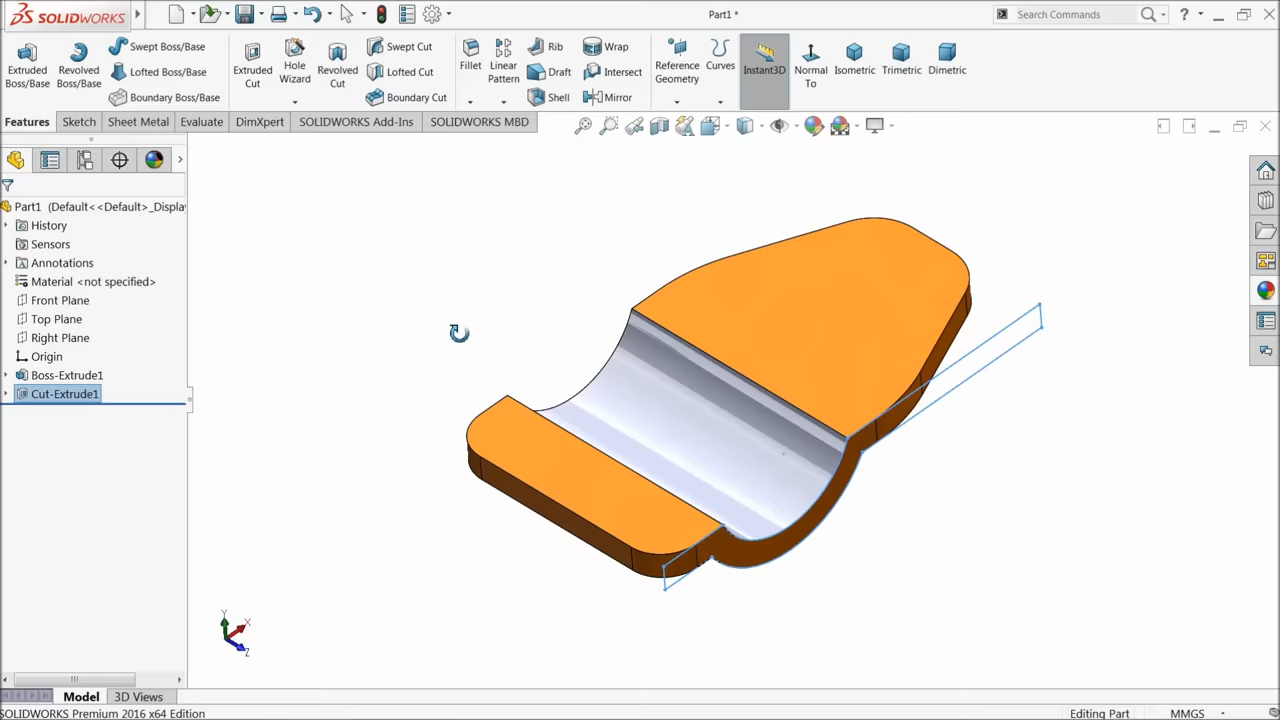 SOLIDWORKS
Part1 *
Search Commands
?
Extruded Boss/Base
Revolved Boss/Base
Swept Boss/Base
Lofted Boss/Base
Boundary Boss/Base
Extruded Cut
Hole Wizard
Revolved Cut
Swept Cut
Lofted Cut
Boundary Cut
Fillet
Linear Pattern
Rib
Draft
Shell
Wrap
Intersect
Mirror
Reference Geometry
Curves
Instant3D
Normal To
Isometric
Trimetric
Dimetric
Features
Sketch
Sheet Metal
Evaluate
DimXpert
SOLIDWORKS Add-Ins
SOLIDWORKS MBD
Part1 (Default<<Default>_Display
History
Sensors
Annotations
Material <not specified>
Front Plane
Top Plane
Right Plane
Origin
Boss-Extrude1
Cut-Extrude1
Y
X
Z
Model
3D Views
SOLIDWORKS Premium 2016 x64 Edition
Editing Part
MMGS